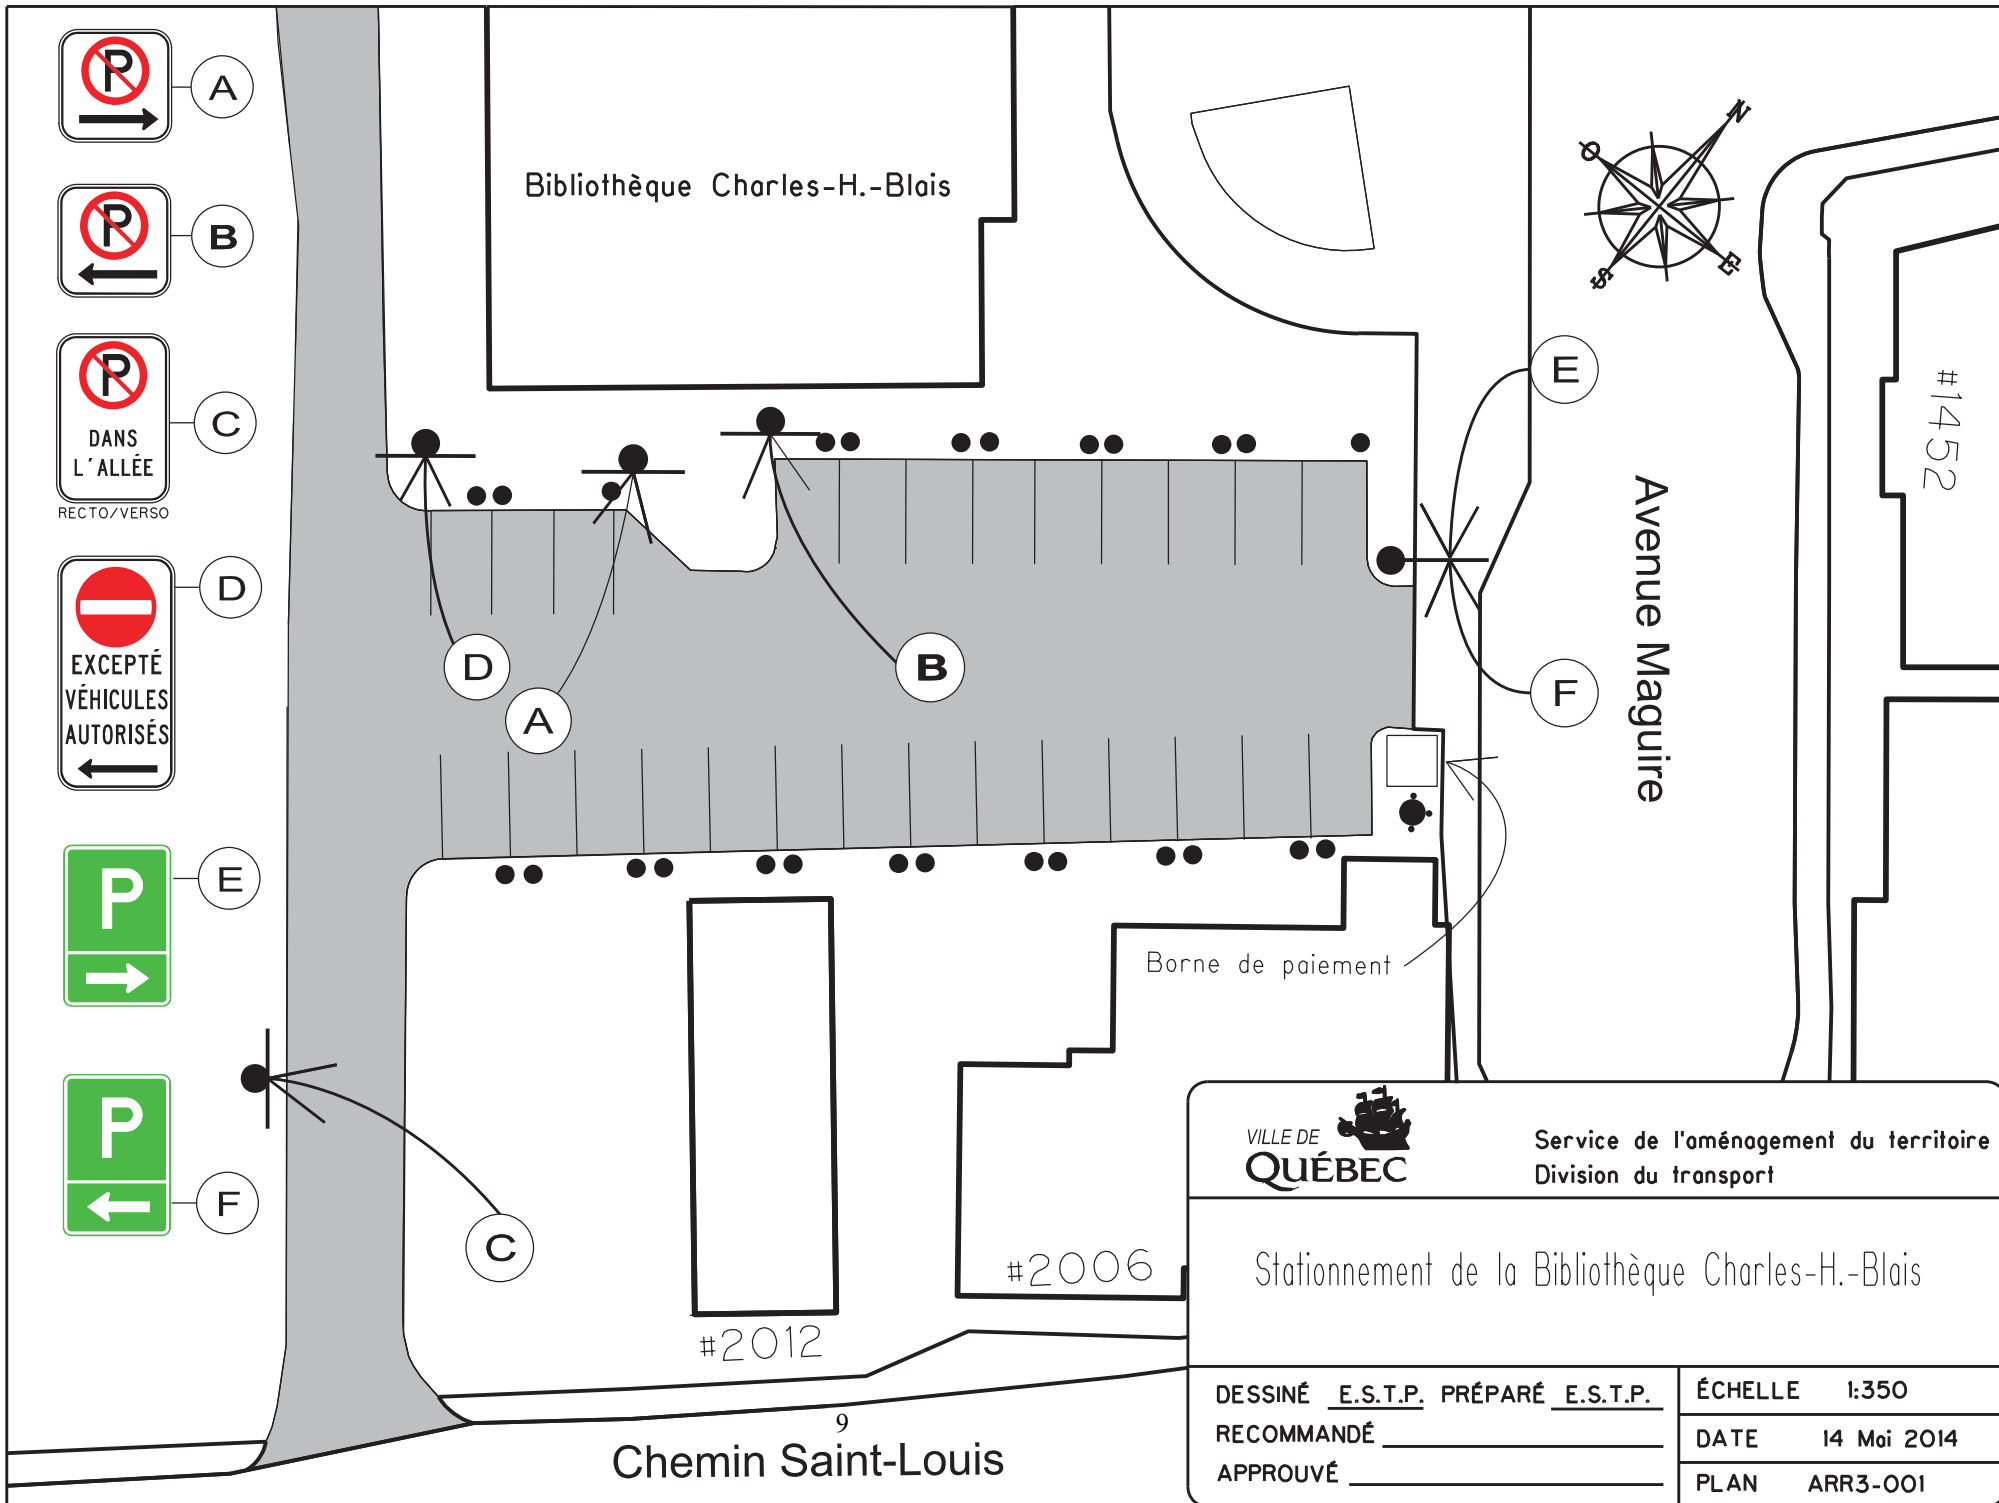 P
A
P
B
P
DANS
L'ALLÉE
RECTO/VERSO
C
EXCEPTÉ
VÉHICULES
AUTORISÉS
D
P
E
P
F
Bibliothèque Charles-H.-Blais
N
O
E
S
E
#1452
Avenue Maguire
D
A
B
F
Borne de paiement
C
#2006
#2012
9
Chemin Saint-Louis
VILLE DE
QUÉBEC
Service de l'aménagement du territoire
Division du transport
Stationnement de la Bibliothèque Charles-H.-Blais
DESSINÉ E.S.T.P. PRÉPARÉ E.S.T.P.
RECOMMANDÉ
APPROUVÉ
ÉCHELLE 1:350
DATE 14 Mai 2014
PLAN ARR3-001